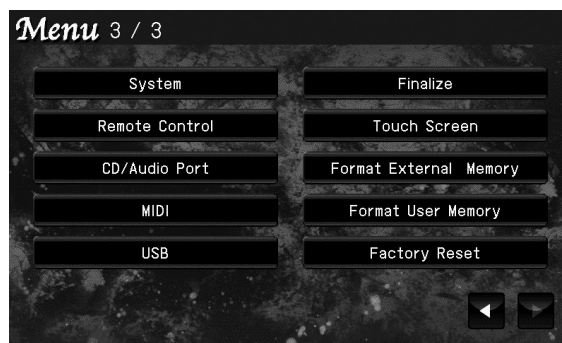 Menu 3 / 3
System
Remote Control
CD/Audio Port
MIDI
USB
Finalize
Touch Screen
Format External Memory
Format User Memory
Factory Reset